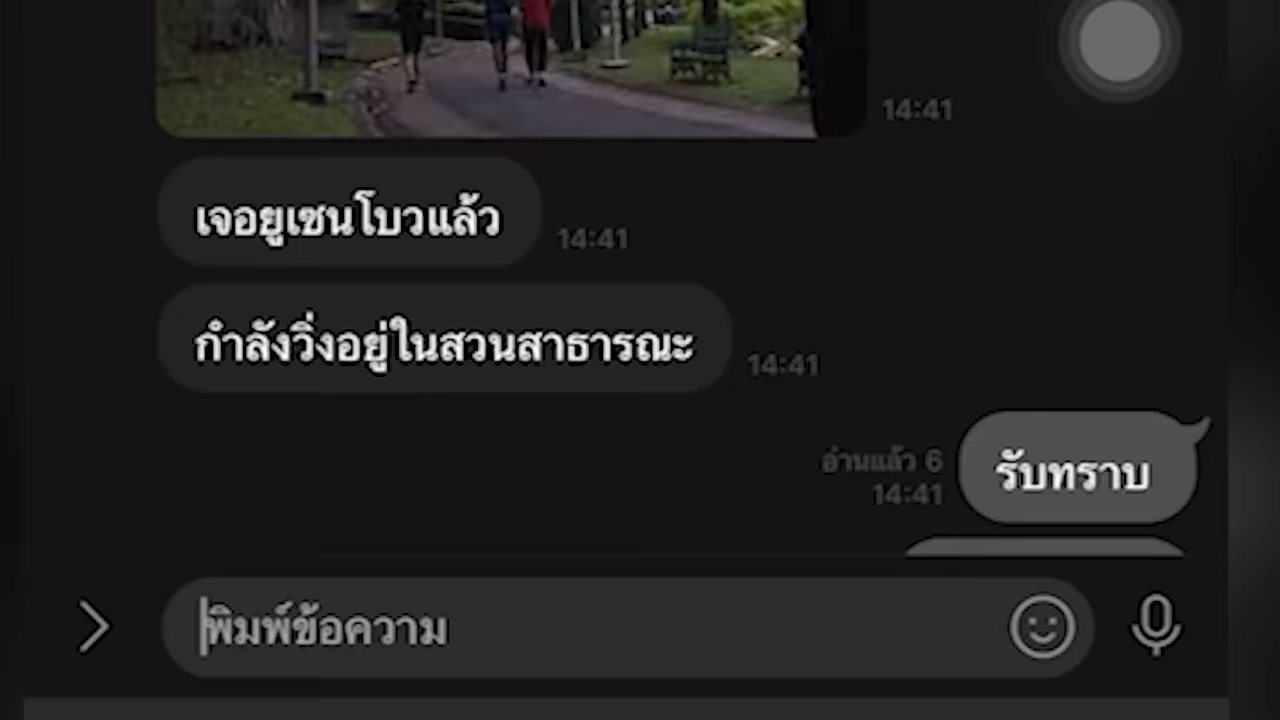 14:41
เจอยูเซนโบวแล้ว
14:41
กำลังวิ่งอยู่ในสวนสาธารณะ
14:41
อ่านแล้ว 6
14:41
รับทราบ
พิมพ์ข้อความ